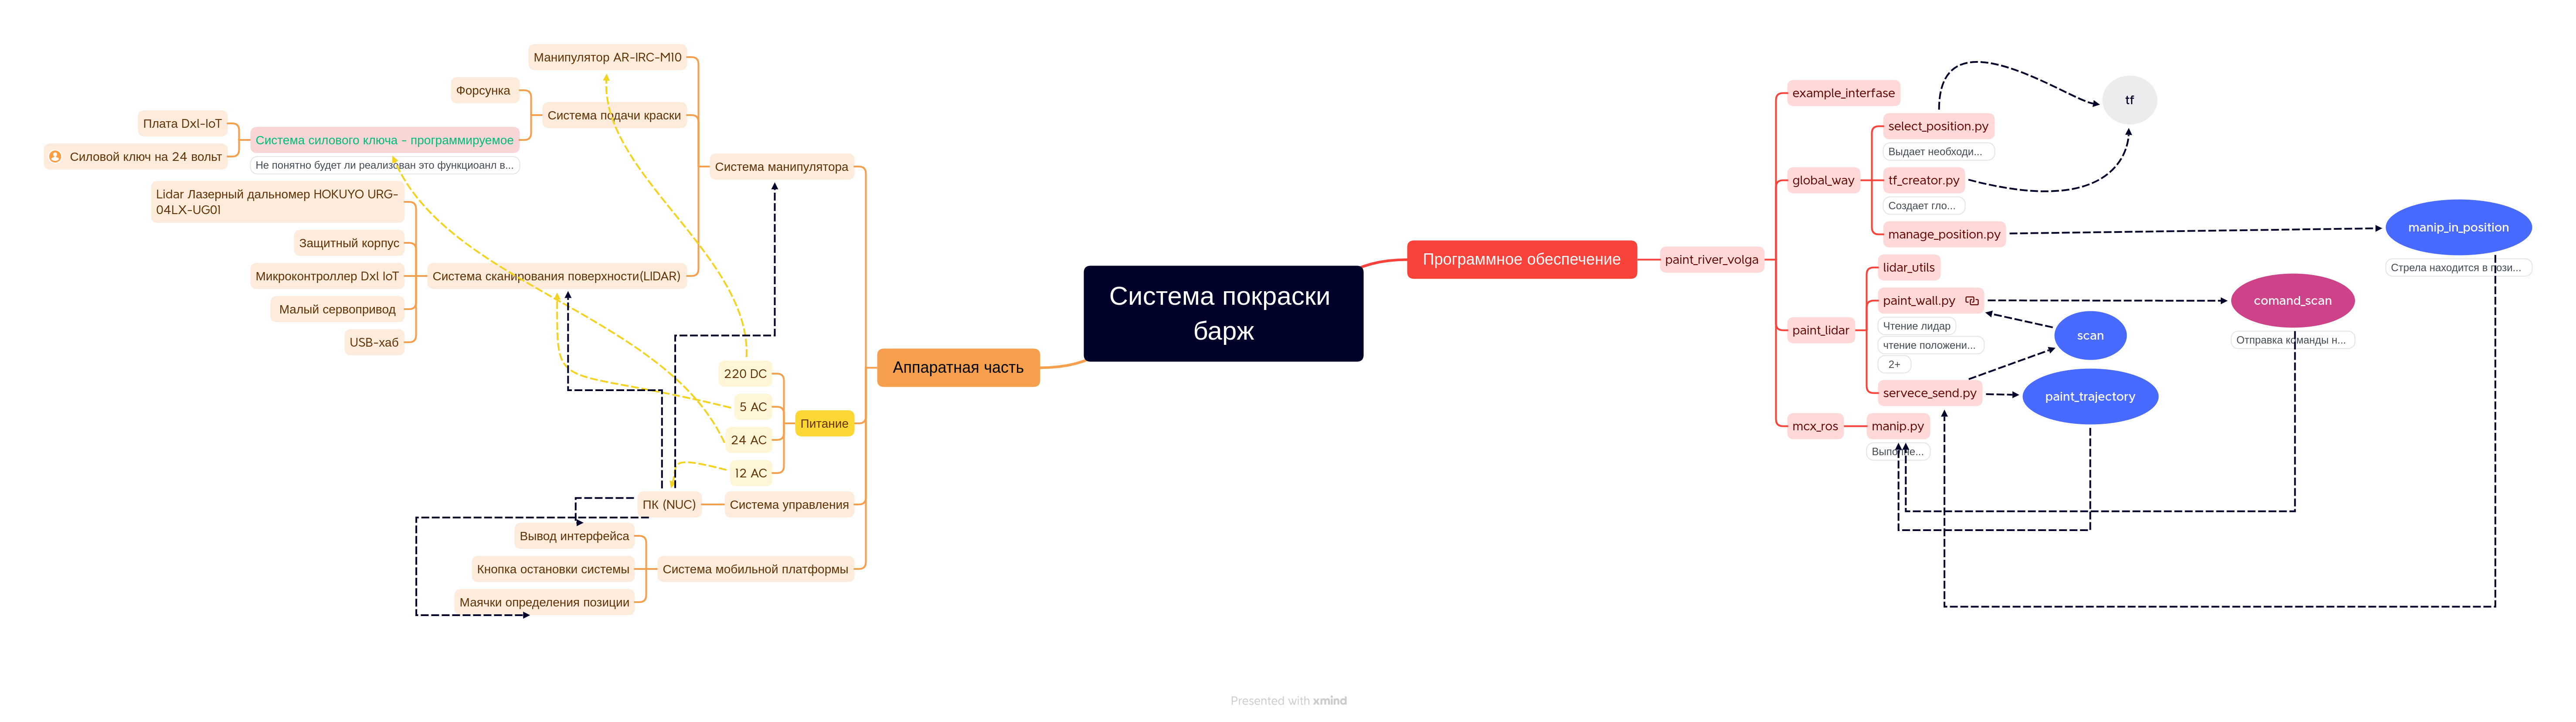 Система покраски
барж
Аппаратная часть
Система манипулятора
Манипулятор AR-IRC-M10
Система подачи краски
Форсунка
Система силового ключа - программируемое
Не понятно будет ли реализован это функциоанл в...
Плата Dxl-IoT
Силовой ключ на 24 вольт
Система сканирования поверхности(LIDAR)
Lidar Лазерный дальномер HOKUYO URG-
04LX-UG01
Защитный корпус
Микроконтроллер Dxl IoT
Малый сервопривод
USB-хаб
Питание
220 DC
5 AC
24 AC
12 AC
Система управления
ПК (NUC)
Система мобильной платформы
Вывод интерфейса
Кнопка остановки системы
Маячки определения позиции
Программное обеспечение
paint_river_volga
example_interfase
global_way
select_position.py
Выдает необходи...
tf_creator.py
Создает гло...
manage_position.py
paint_lidar
lidar_utils
paint_wall.py
Чтение лидар
чтение положени...
2+
servece_send.py
mcx_ros
manip.py
Выполне...
tf
manip_in_position
Стрела находится в пози...
comand_scan
Отправка команды н...
scan
paint_trajectory
Presented with xmind